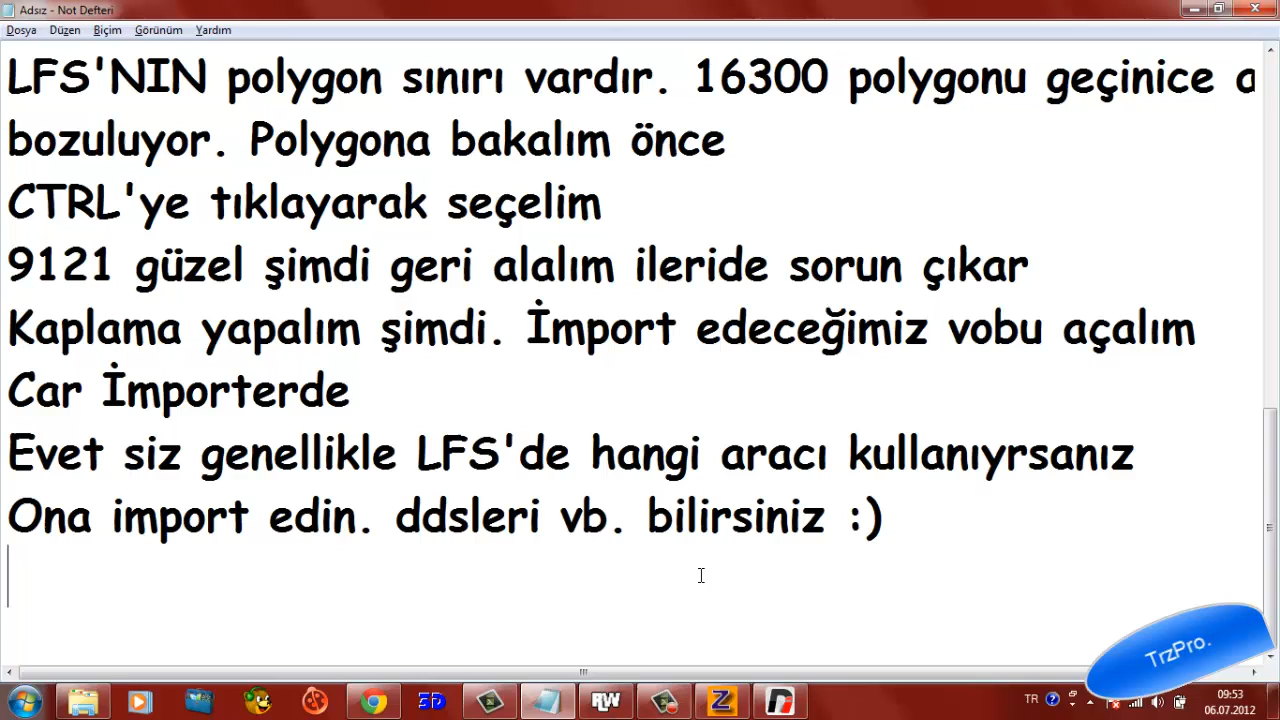 Adsız - Not Defteri
Dosya Düzen Biçim Görünüm Yardım
LFS'NIN polygon sınırı vardır. 16300 polygonu geçinice a
bozuluyor. Polygona bakalım önce
CTRL'ye tıklayarak seçelim
9121 güzel şimdi geri alalım ileride sorun çıkar
Kaplama yapalım şimdi. İmport edeceğimiz vobu açalım
Car İmporterde
Evet siz genellikle LFS'de hangi aracı kullanıyrsanız
Ona import edin. ddsleri vb. bilirsiniz :)
TrzPro.
3D
RW
Z
TR
09:53
06.07.2012